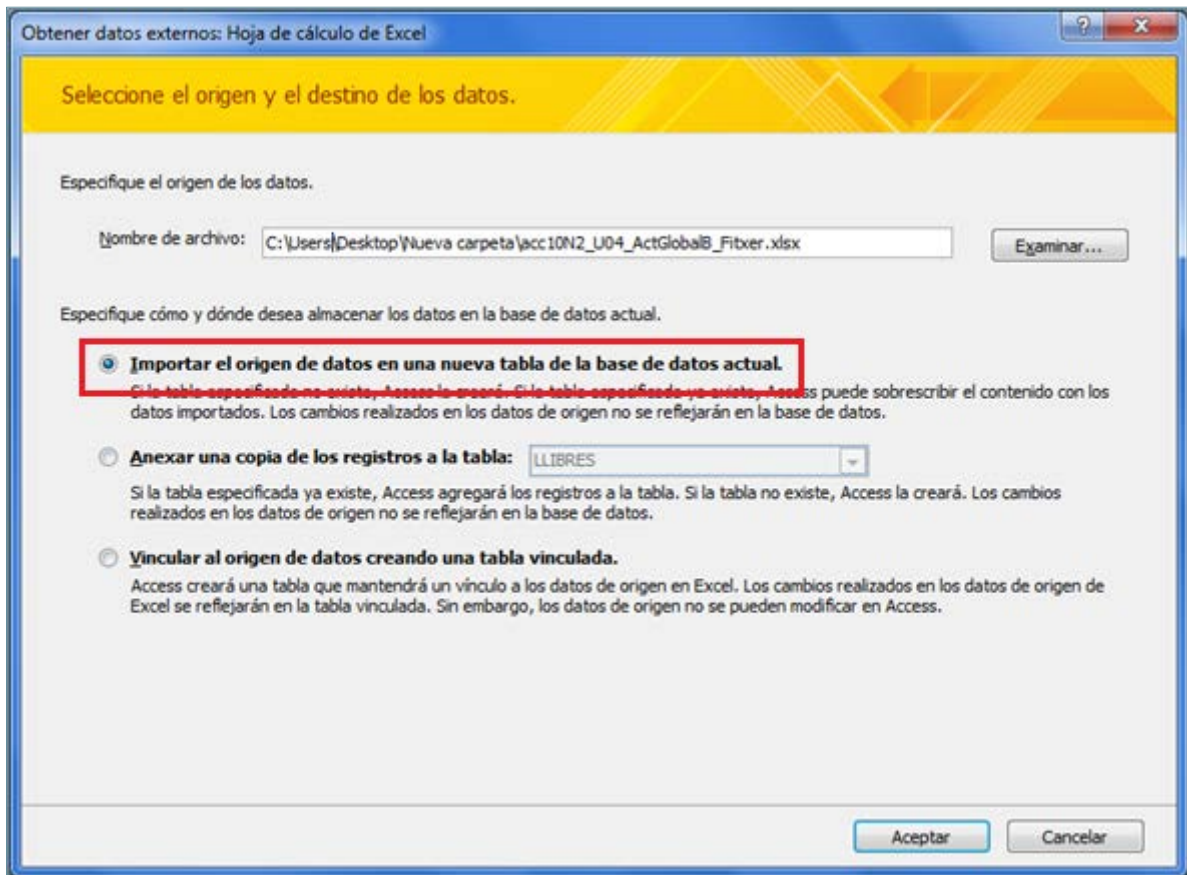 Obtener datos externos: Hoja de cálculo de Excel
Seleccione el origen y el destino de los datos.
Especifique el origen de los datos.
Nombre de archivo: C:\Users\Desktop\Nueva carpeta\acc10N2_U04_ActGlobalB_Fitxer.xlsx Examinar...
Especifique cómo y dónde desea almacenar los datos en la base de datos actual.
Importar el origen de datos en una nueva tabla de la base de datos actual.
Si la tabla especificada no existe, Access la creará. Si la tabla especificada ya existe, Access puede sobrescribir el contenido con los
datos importados. Los cambios realizados en los datos de origen no se reflejarán en la base de datos.
Anexar una copia de los registros a la tabla: LLIBRES
Si la tabla especificada ya existe, Access agregará los registros a la tabla. Si la tabla no existe, Access la creará. Los cambios
realizados en los datos de origen no se reflejarán en la base de datos.
Vincular al origen de datos creando una tabla vinculada.
Access creará una tabla que mantendrá un vínculo a los datos de origen en Excel. Los cambios realizados en los datos de origen de
Excel se reflejarán en la tabla vinculada. Sin embargo, los datos de origen no se pueden modificar en Access.
Aceptar Cancelar